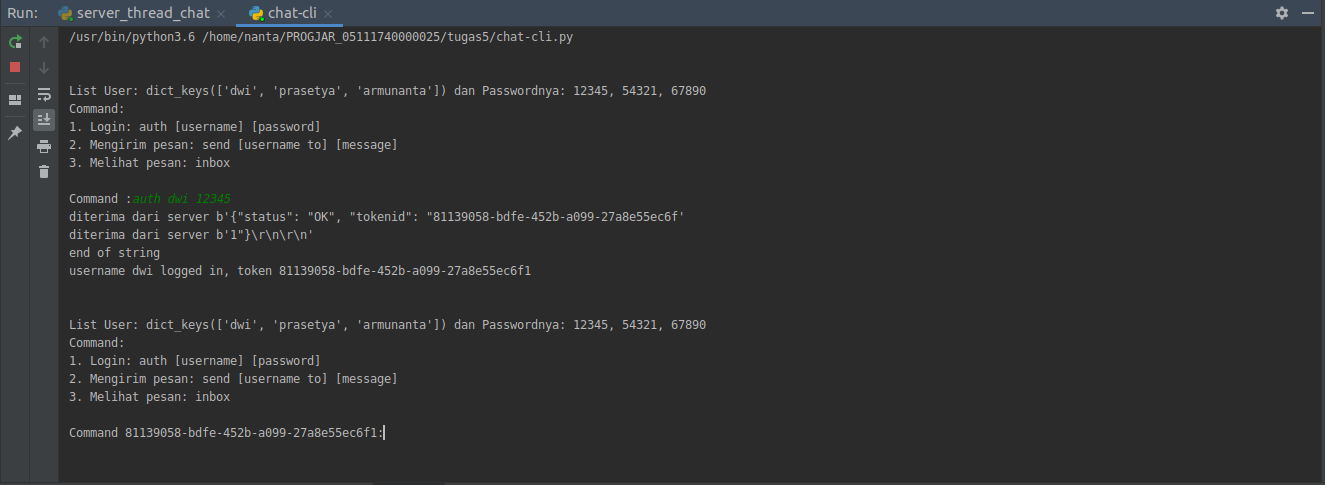 Run: server_thread_chat × chat-cli ×
/usr/bin/python3.6 /home/nanta/PROGJAR_05111740000025/tugas5/chat-cli.py
List User: dict_keys(['dwi', 'prasetya', 'armunanta']) dan Passwordnya: 12345, 54321, 67890
Command:
1. Login: auth [username] [password]
2. Mengirim pesan: send [username to] [message]
3. Melihat pesan: inbox
Command :auth dwi 12345
diterima dari server b'{"status": "OK", "tokenid": "81139058-bdfe-452b-a099-27a8e55ec6f'
diterima dari server b'1"}\r\n\r\n'
end of string
username dwi logged in, token 81139058-bdfe-452b-a099-27a8e55ec6f1
List User: dict_keys(['dwi', 'prasetya', 'armunanta']) dan Passwordnya: 12345, 54321, 67890
Command:
1. Login: auth [username] [password]
2. Mengirim pesan: send [username to] [message]
3. Melihat pesan: inbox
Command 81139058-bdfe-452b-a099-27a8e55ec6f1: